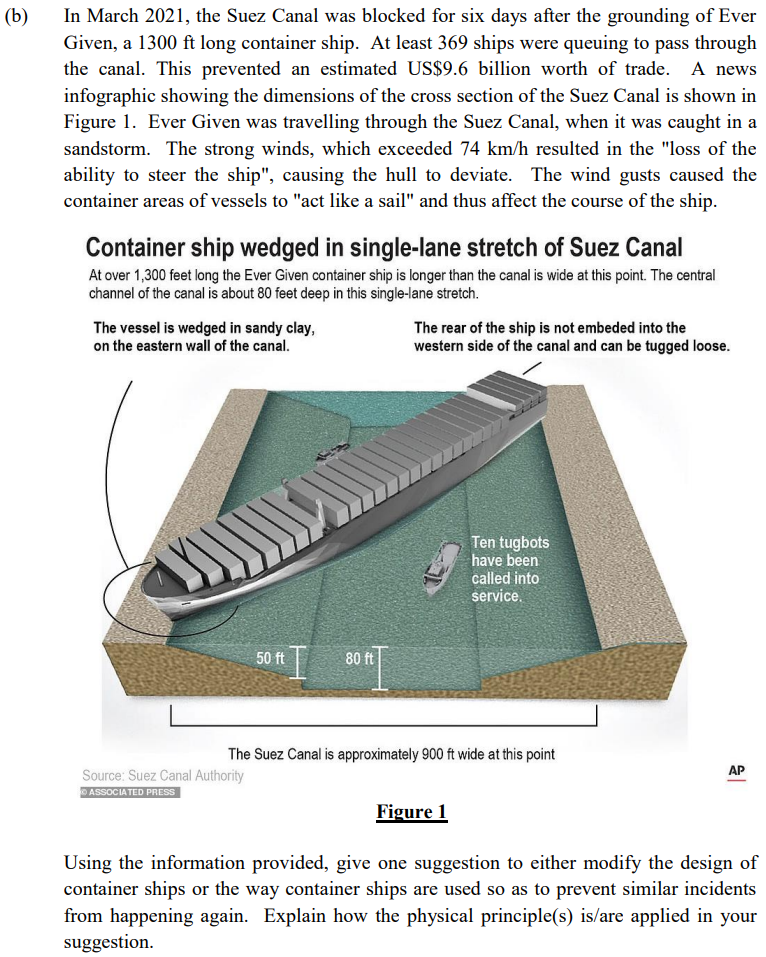 (b) In March 2021, the Suez Canal was blocked for six days after the grounding of Ever
Given, a 1300 ft long container ship. At least 369 ships were queuing to pass through
the canal. This prevented an estimated US$9.6 billion worth of trade. A news
infographic showing the dimensions of the cross section of the Suez Canal is shown in
Figure 1. Ever Given was travelling through the Suez Canal, when it was caught in a
sandstorm. The strong winds, which exceeded 74 km/h resulted in the "loss of the
ability to steer the ship", causing the hull to deviate. The wind gusts caused the
container areas of vessels to "act like a sail" and thus affect the course of the ship.
Container ship wedged in single-lane stretch of Suez Canal
At over 1,300 feet long the Ever Given container ship is longer than the canal is wide at this point. The central
channel of the canal is about 80 feet deep in this single-lane stretch.
The vessel is wedged in sandy clay,
on the eastern wall of the canal.
The rear of the ship is not embeded into the
western side of the canal and can be tugged loose.
Ten tugbots
have been
called into
service.
50 ft
80 ft
The Suez Canal is approximately 900 ft wide at this point
Source: Suez Canal Authority
© ASSOCIATED PRESS
AP
Figure 1
Using the information provided, give one suggestion to either modify the design of
container ships or the way container ships are used so as to prevent similar incidents
from happening again. Explain how the physical principle(s) is/are applied in your
suggestion.